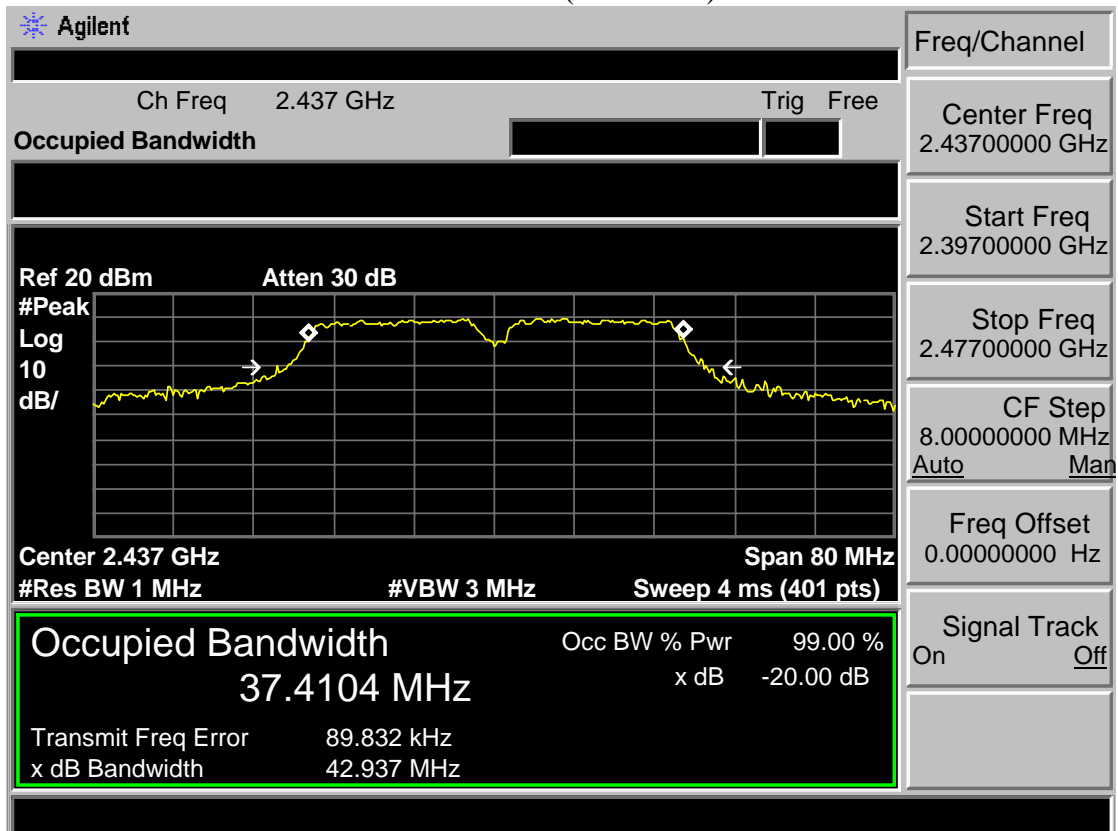 Agilent
Freq/Channel
Ch Freq 2.437 GHz Trig Free
Occupied Bandwidth
Center Freq
2.43700000 GHz
Start Freq
2.39700000 GHz
Stop Freq
2.47700000 GHz
CF Step
8.00000000 MHz
Auto Man
Freq Offset
0.00000000 Hz
Signal Track
On Off
Ref 20 dBm Atten 30 dB
#Peak
Log
10
dB/
Center 2.437 GHz Span 80 MHz
#Res BW 1 MHz #VBW 3 MHz Sweep 4 ms (401 pts)
Occupied Bandwidth
37.4104 MHz
Occ BW % Pwr 99.00 %
x dB -20.00 dB
Transmit Freq Error 89.832 kHz
x dB Bandwidth 42.937 MHz